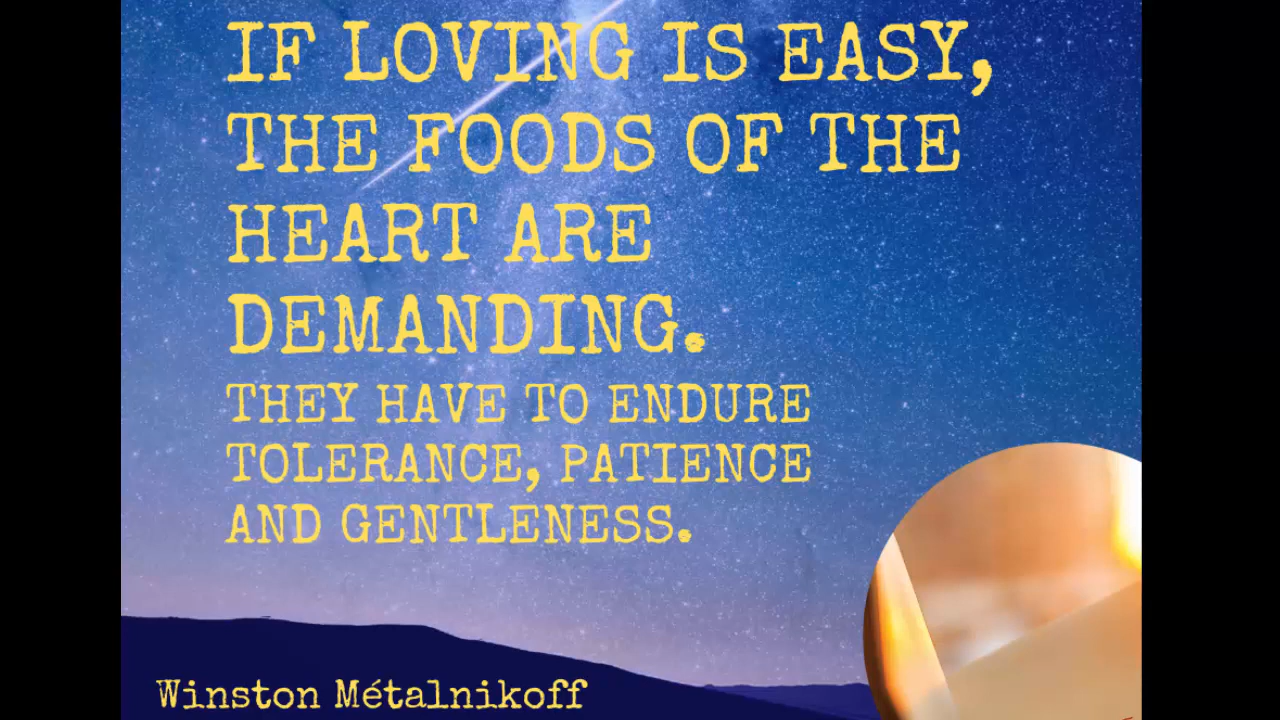 IF LOVING IS EASY,
THE FOODS OF THE
HEART ARE
DEMANDING.
THEY HAVE TO ENDURE
TOLERANCE, PATIENCE
AND GENTLENESS.
Winston Métalnikoff